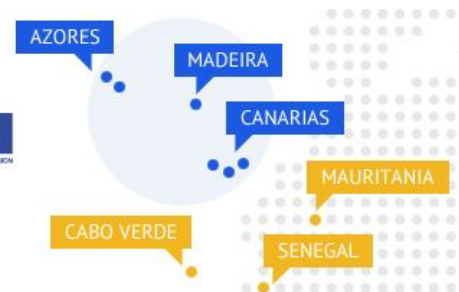 AZORES
MADEIRA
CANARIAS
MAURITANIA
CABO VERDE
SENEGAL